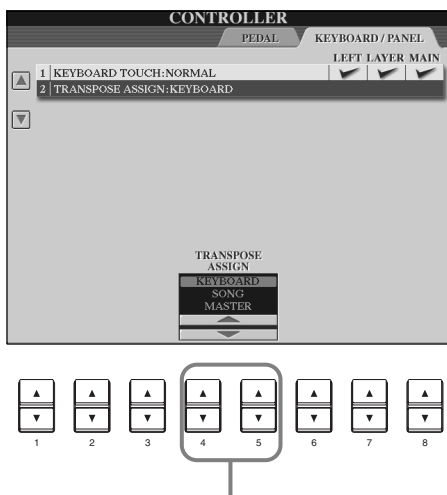 CONTROLLER
PEDAL KEYBOARD / PANEL
LEFT LAYER MAIN
1 KEYBOARD TOUCH:NORMAL
2 TRANSPOSE ASSIGN:KEYBOARD
TRANSPOSE
ASSIGN
KEYBOARD
SONG
MASTER
1 2 3 4 5 6 7 8